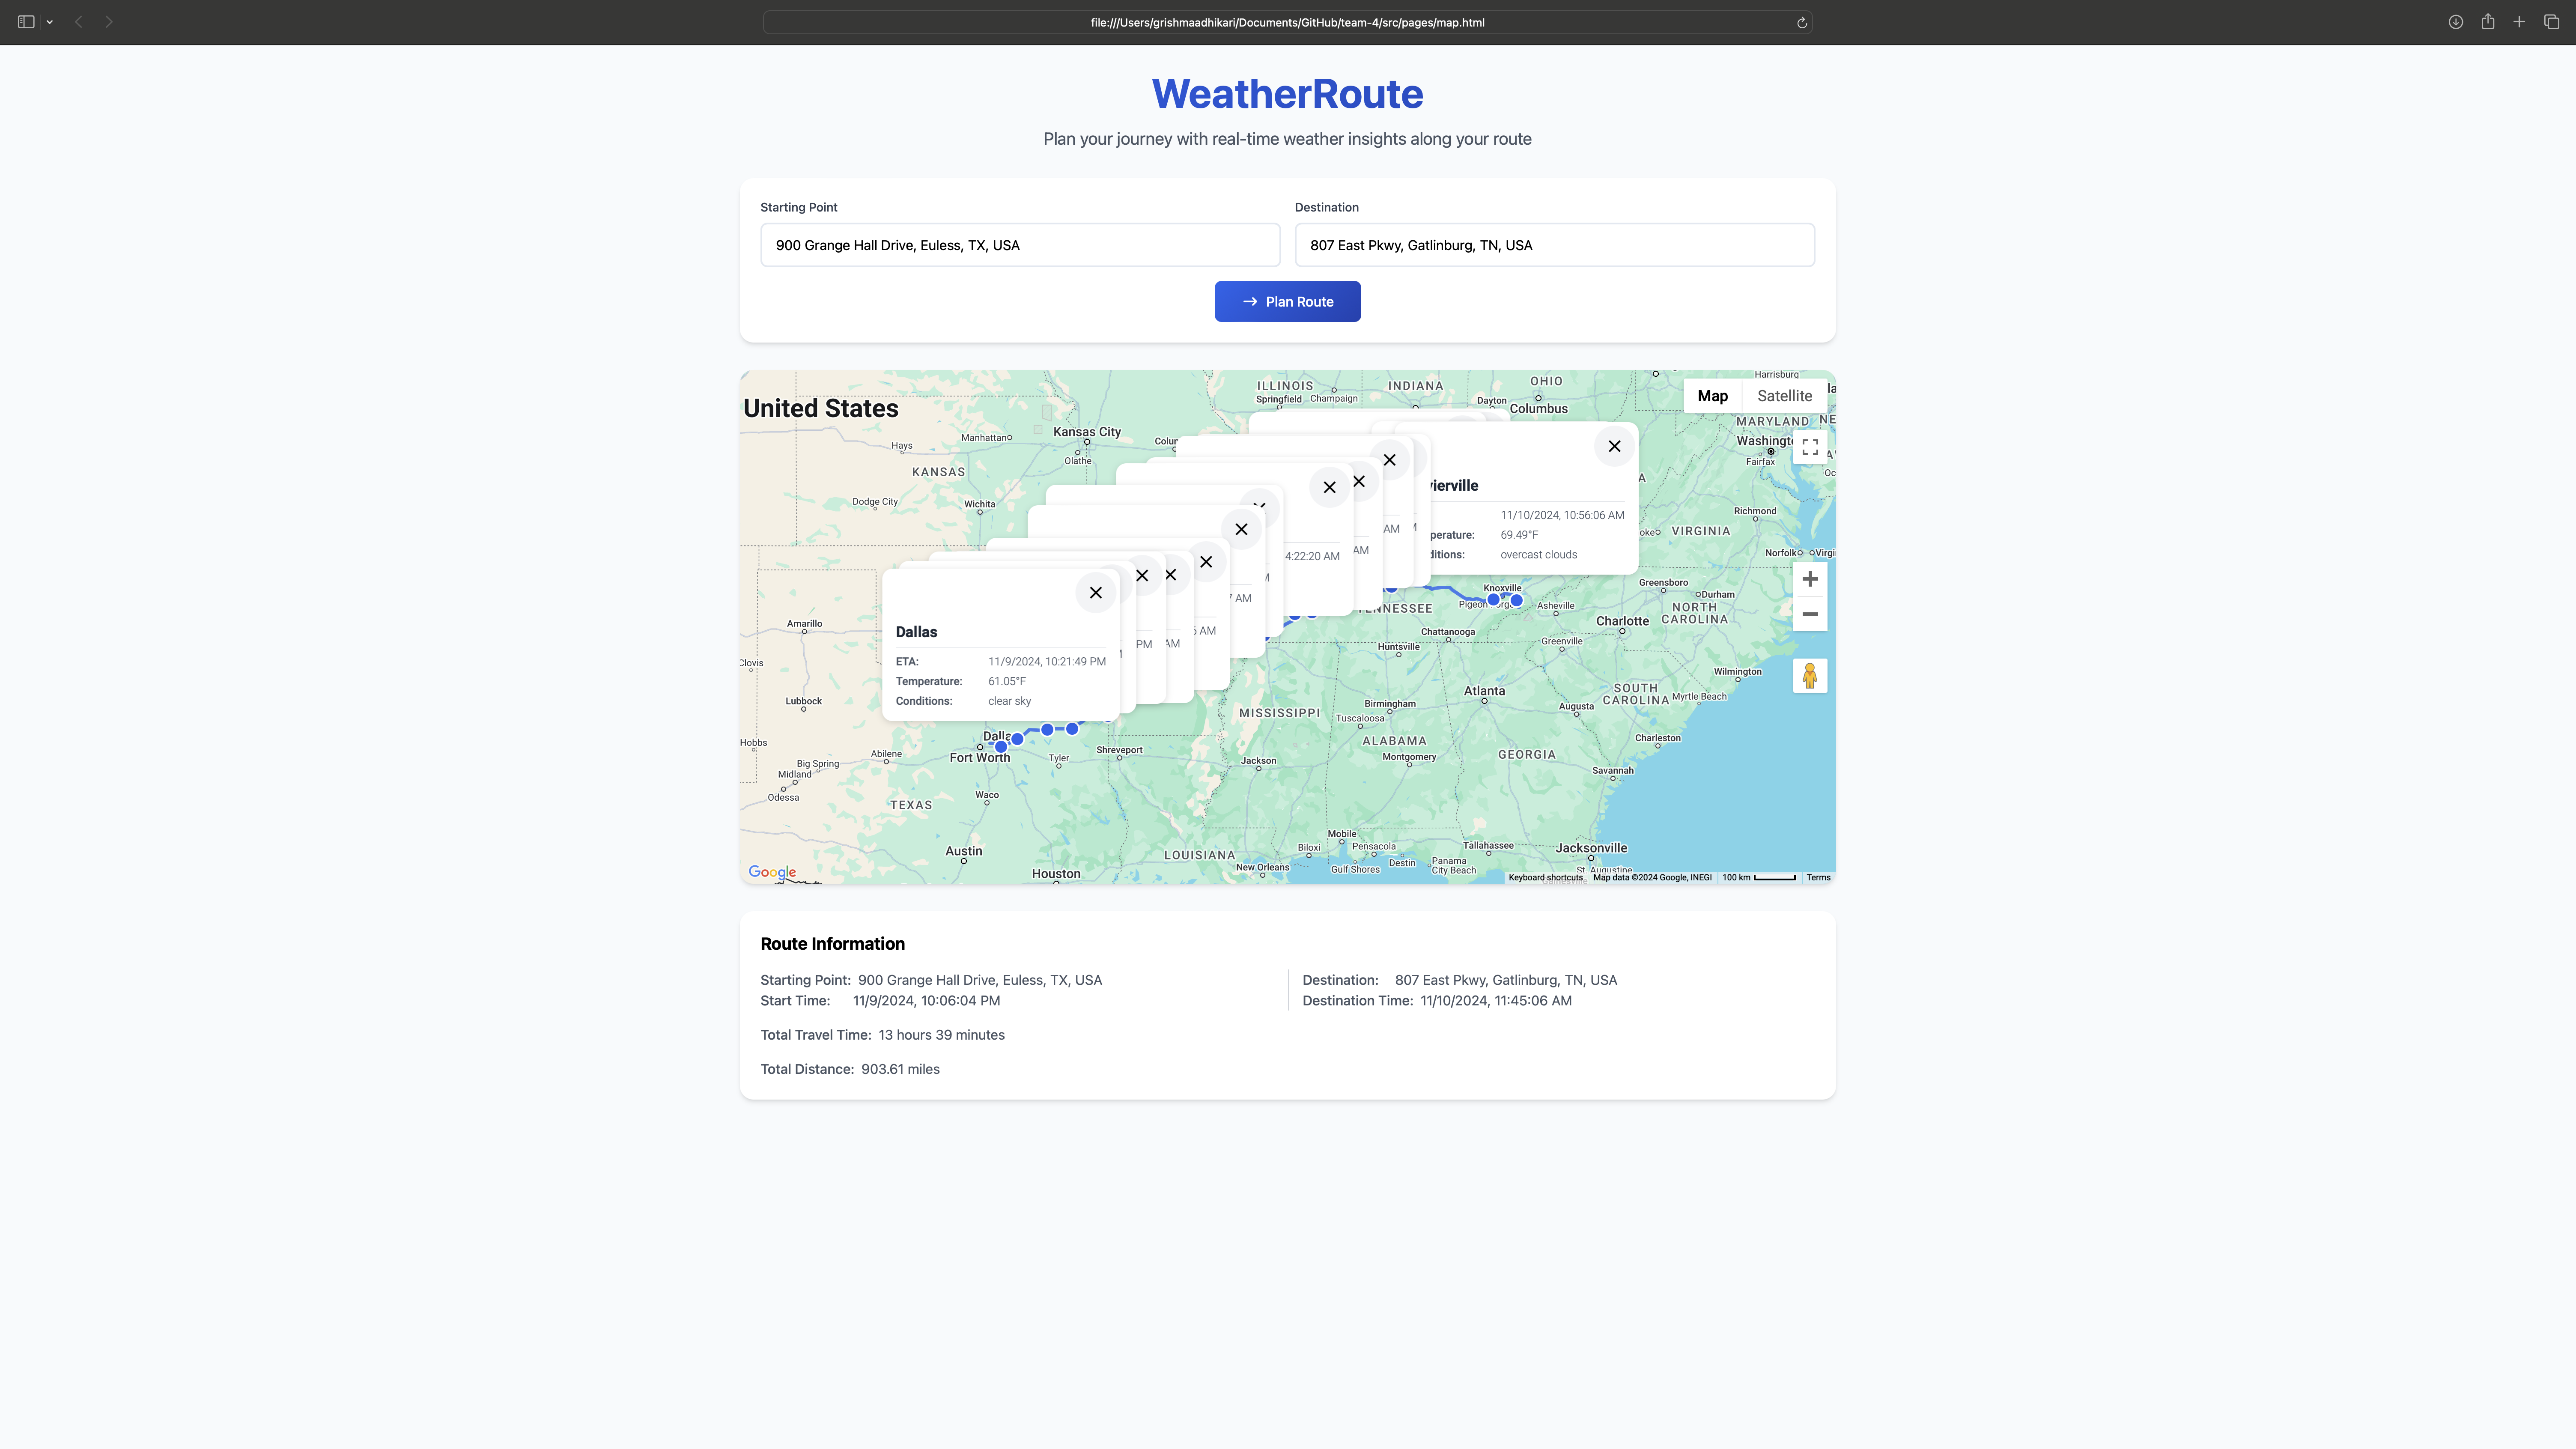 file:///Users/grishmaadhikari/Documents/GitHub/team-4/src/pages/map.html
WeatherRoute
Plan your journey with real-time weather insights along your route
Starting Point
Destination
900 Grange Hall Drive, Euless, TX, USA
807 East Pkwy, Gatlinburg, TN, USA
Plan Route
United States
Map
Satellite
ILLINOIS
INDIANA
OHIO
Harrisburg
Springfield
Champaign
Dayton
Columbus
MARYLAND
Kansas City
Manhattan
Hays
Olathe
KANSAS
Fairfax
Dodge City
Wichita
Richmond
VIRGINIA
Norfolk
Greensboro
Durham
NORTH
CAROLINA
Knoxville
Asheville
Charlotte
Chattanooga
Greenville
Huntsville
Wilmington
Amarillo
Clovis
Lubbock
Hobbs
Abilene
Big Spring
Midland
Odessa
Fort Worth
Tyler
Shreveport
Waco
TEXAS
Austin
Houston
LOUISIANA
New Orleans
Jackson
MISSISSIPPI
Birmingham
Tuscaloosa
ALABAMA
Montgomery
Atlanta
GEORGIA
Augusta
SOUTH
CAROLINA
Myrtle Beach
Charleston
Savannah
Mobile
Biloxi
Gulf Shores
Pensacola
Destin
Panama
City Beach
Tallahassee
Jacksonville
St. Augustine
11/10/2024, 10:56:06 AM
69.49°F
overcast clouds
4:22:20 AM
AM
AM
AM
AM
PM
AM
Dallas
ETA: 11/9/2024, 10:21:49 PM
Temperature: 61.05°F
Conditions: clear sky
Google
Keyboard shortcuts
Map data ©2024 Google, INEGI
100 km
Terms
Route Information
Starting Point: 900 Grange Hall Drive, Euless, TX, USA
Start Time: 11/9/2024, 10:06:04 PM
Destination: 807 East Pkwy, Gatlinburg, TN, USA
Destination Time: 11/10/2024, 11:45:06 AM
Total Travel Time: 13 hours 39 minutes
Total Distance: 903.61 miles